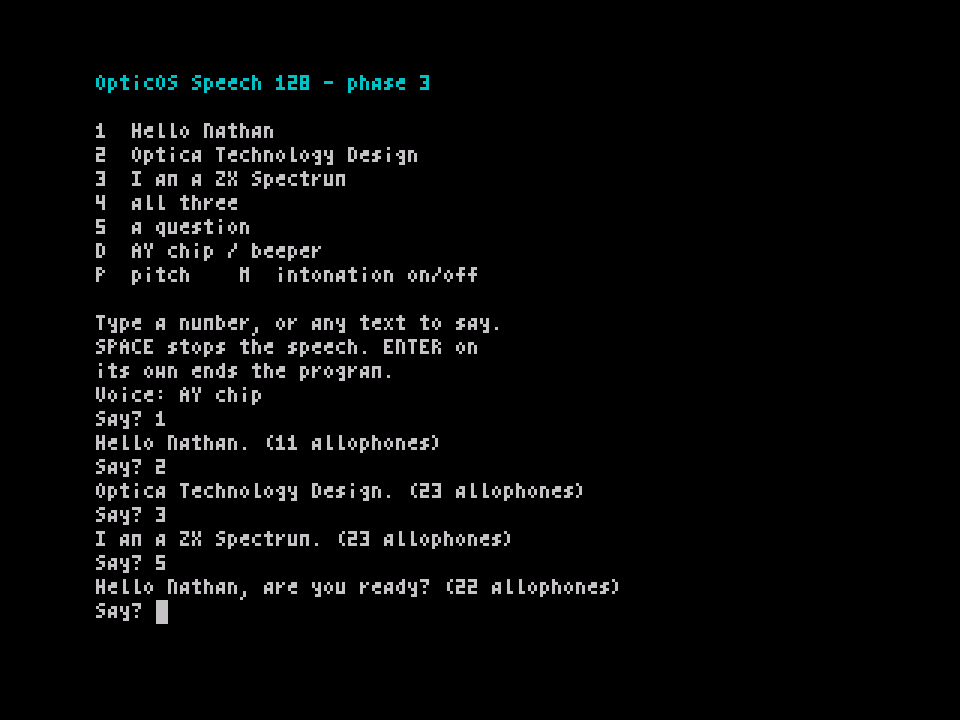 OpticOS Speech 128 - phase 3
1 Hello Nathan
2 Optica Technology Design
3 I am a ZX Spectrum
4 all three
5 a question
D AY chip / beeper
P pitch M intonation on/off
Type a number, or any text to say.
SPACE stops the speech. ENTER on
its own ends the program.
Voice: AY chip
Say? 1
Hello Nathan. (11 allophones)
Say? 2
Optica Technology Design. (23 allophones)
Say? 3
I am a ZX Spectrum. (23 allophones)
Say? 5
Hello Nathan, are you ready? (22 allophones)
Say?